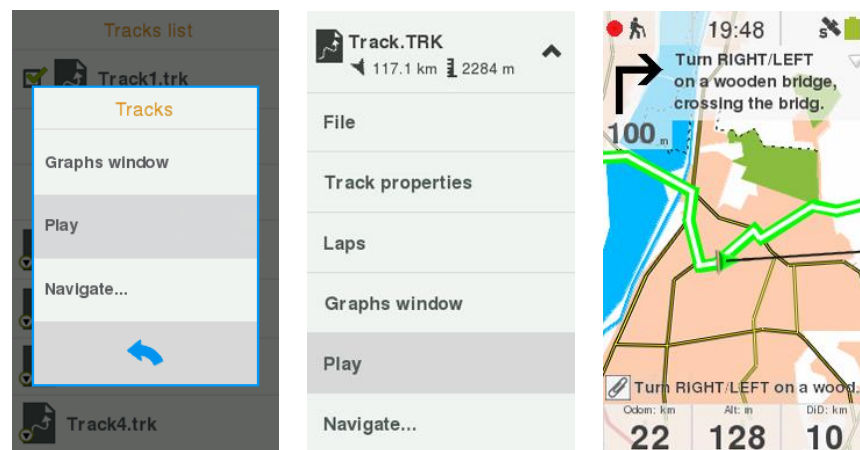 Tracks list
Track1.trk
Tracks
Graphs window
Play
Navigate...
Track4.trk
Track.TRK
117.1 km 2284 m
File
Track properties
Laps
Graphs window
Play
Navigate...
19:48
Turn RIGHT/LEFT
on a wooden bridge,
crossing the bridg.
100 m
Turn RIGHT/LEFT on a wood.
Odom: km Alt: m DiD: km
22 128 10